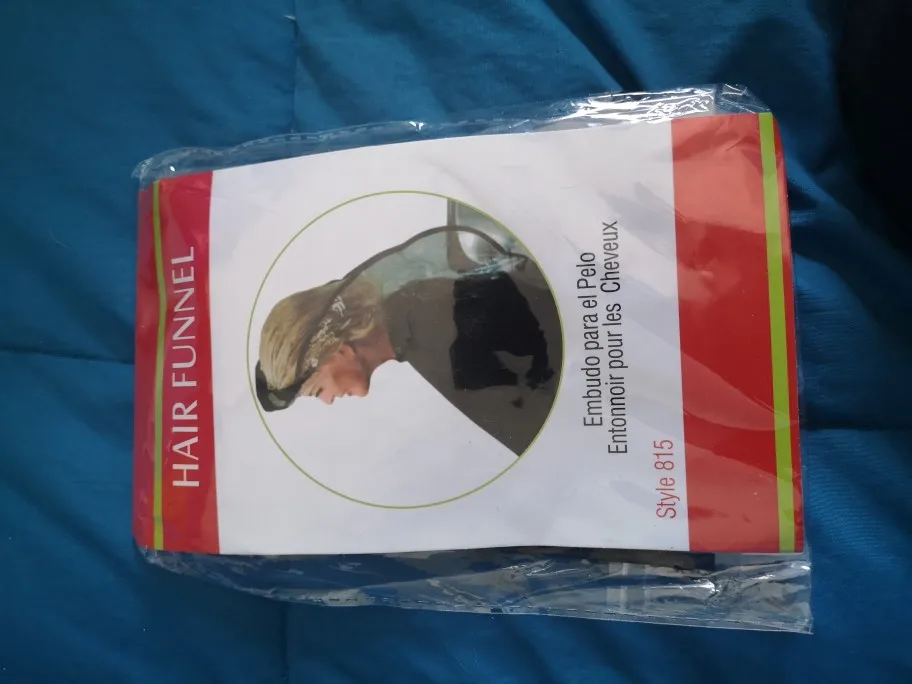 HAIR FUNNEL
Embudo para el Pelo
Entonnoir pour les Cheveux
Style 815